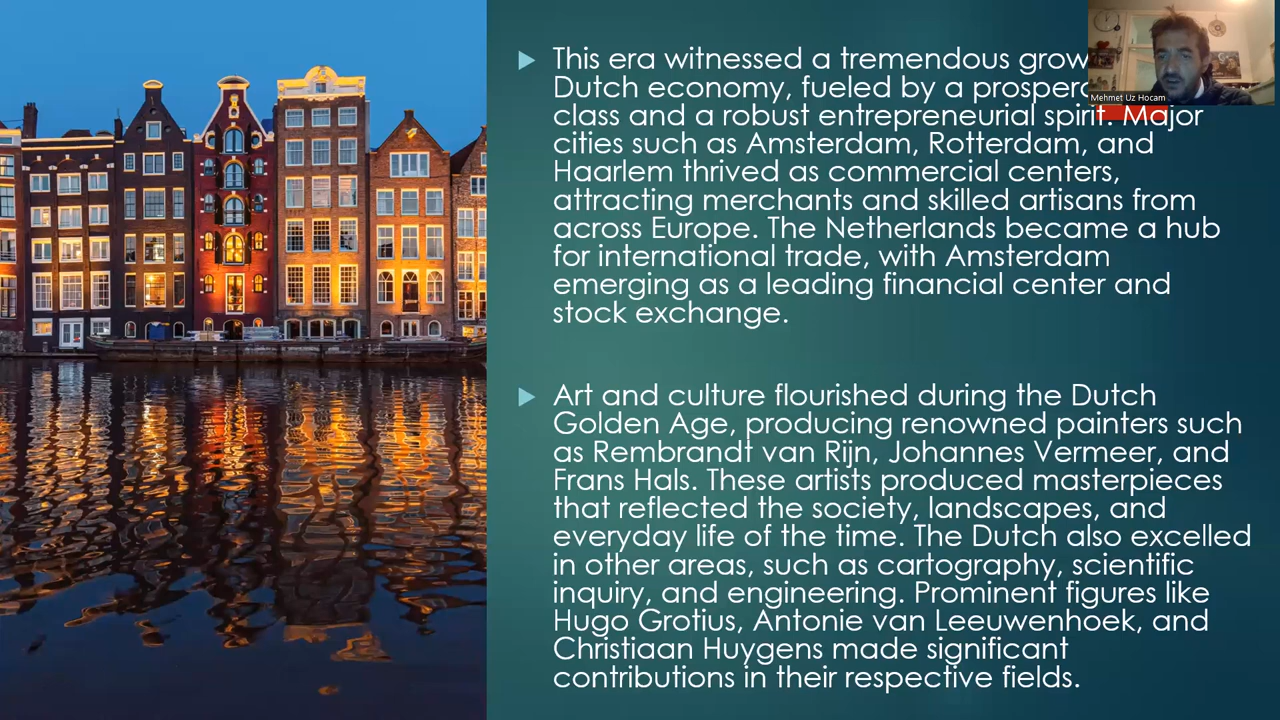 This era witnessed a tremendous grow
Dutch economy, fueled by a prospero
class and a robust entrepreneurial spirit. Major
cities such as Amsterdam, Rotterdam, and
Haarlem thrived as commercial centers,
attracting merchants and skilled artisans from
across Europe. The Netherlands became a hub
for international trade, with Amsterdam
emerging as a leading financial center and
stock exchange.
Art and culture flourished during the Dutch
Golden Age, producing renowned painters such
as Rembrandt van Rijn, Johannes Vermeer, and
Frans Hals. These artists produced masterpieces
that reflected the society, landscapes, and
everyday life of the time. The Dutch also excelled
in other areas, such as cartography, scientific
inquiry, and engineering. Prominent figures like
Hugo Grotius, Antonie van Leeuwenhoek, and
Christiaan Huygens made significant
contributions in their respective fields.
Mehmet Uz Hocam